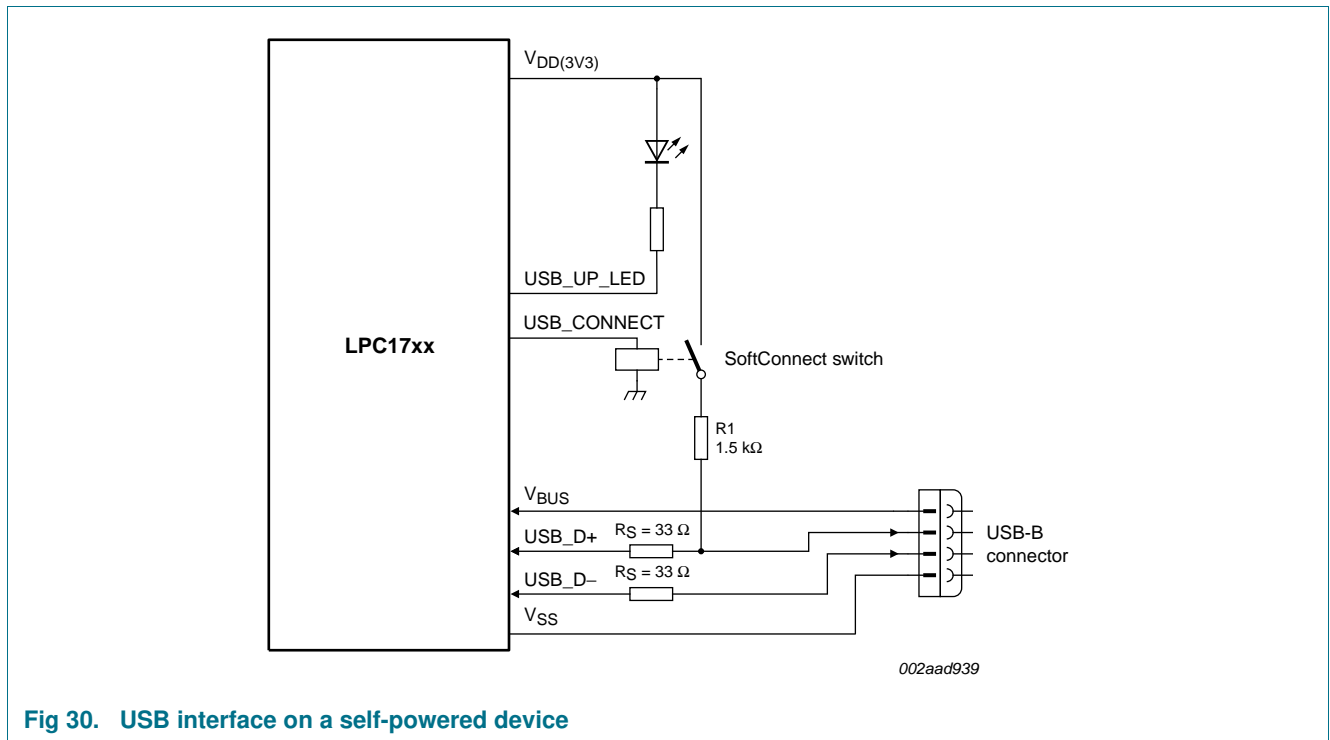 VDD(3V3)
USB_UP_LED
USB_CONNECT
LPC17xx
SoftConnect switch
R1
1.5 kΩ
VBUS
USB_D+ RS = 33 Ω
USB_D− RS = 33 Ω
VSS
USB-B
connector
002aad939
Fig 30. USB interface on a self-powered device